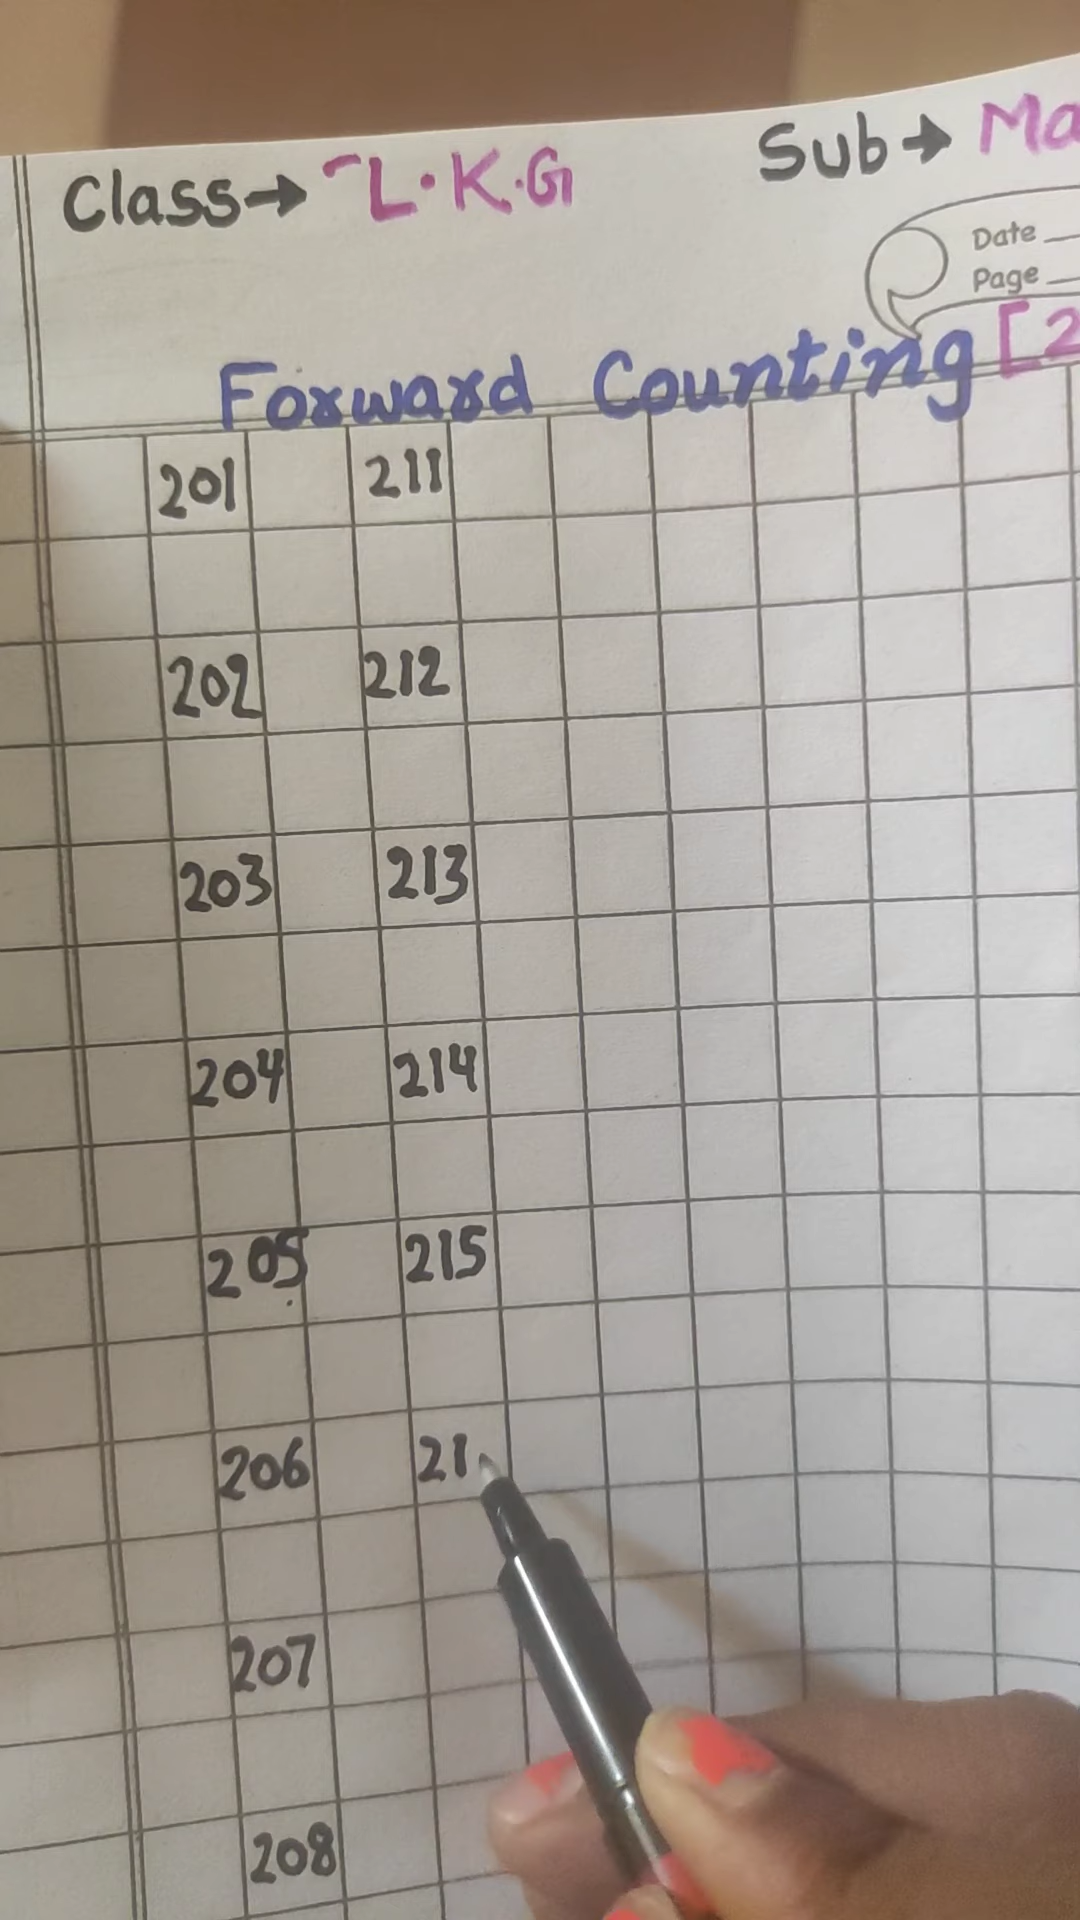 Class→ L.K.G
Sub→ Ma
Date
Page
Forward Counting [2
201 211
202 212
203 213
204 214
205 215
206 21
207
208